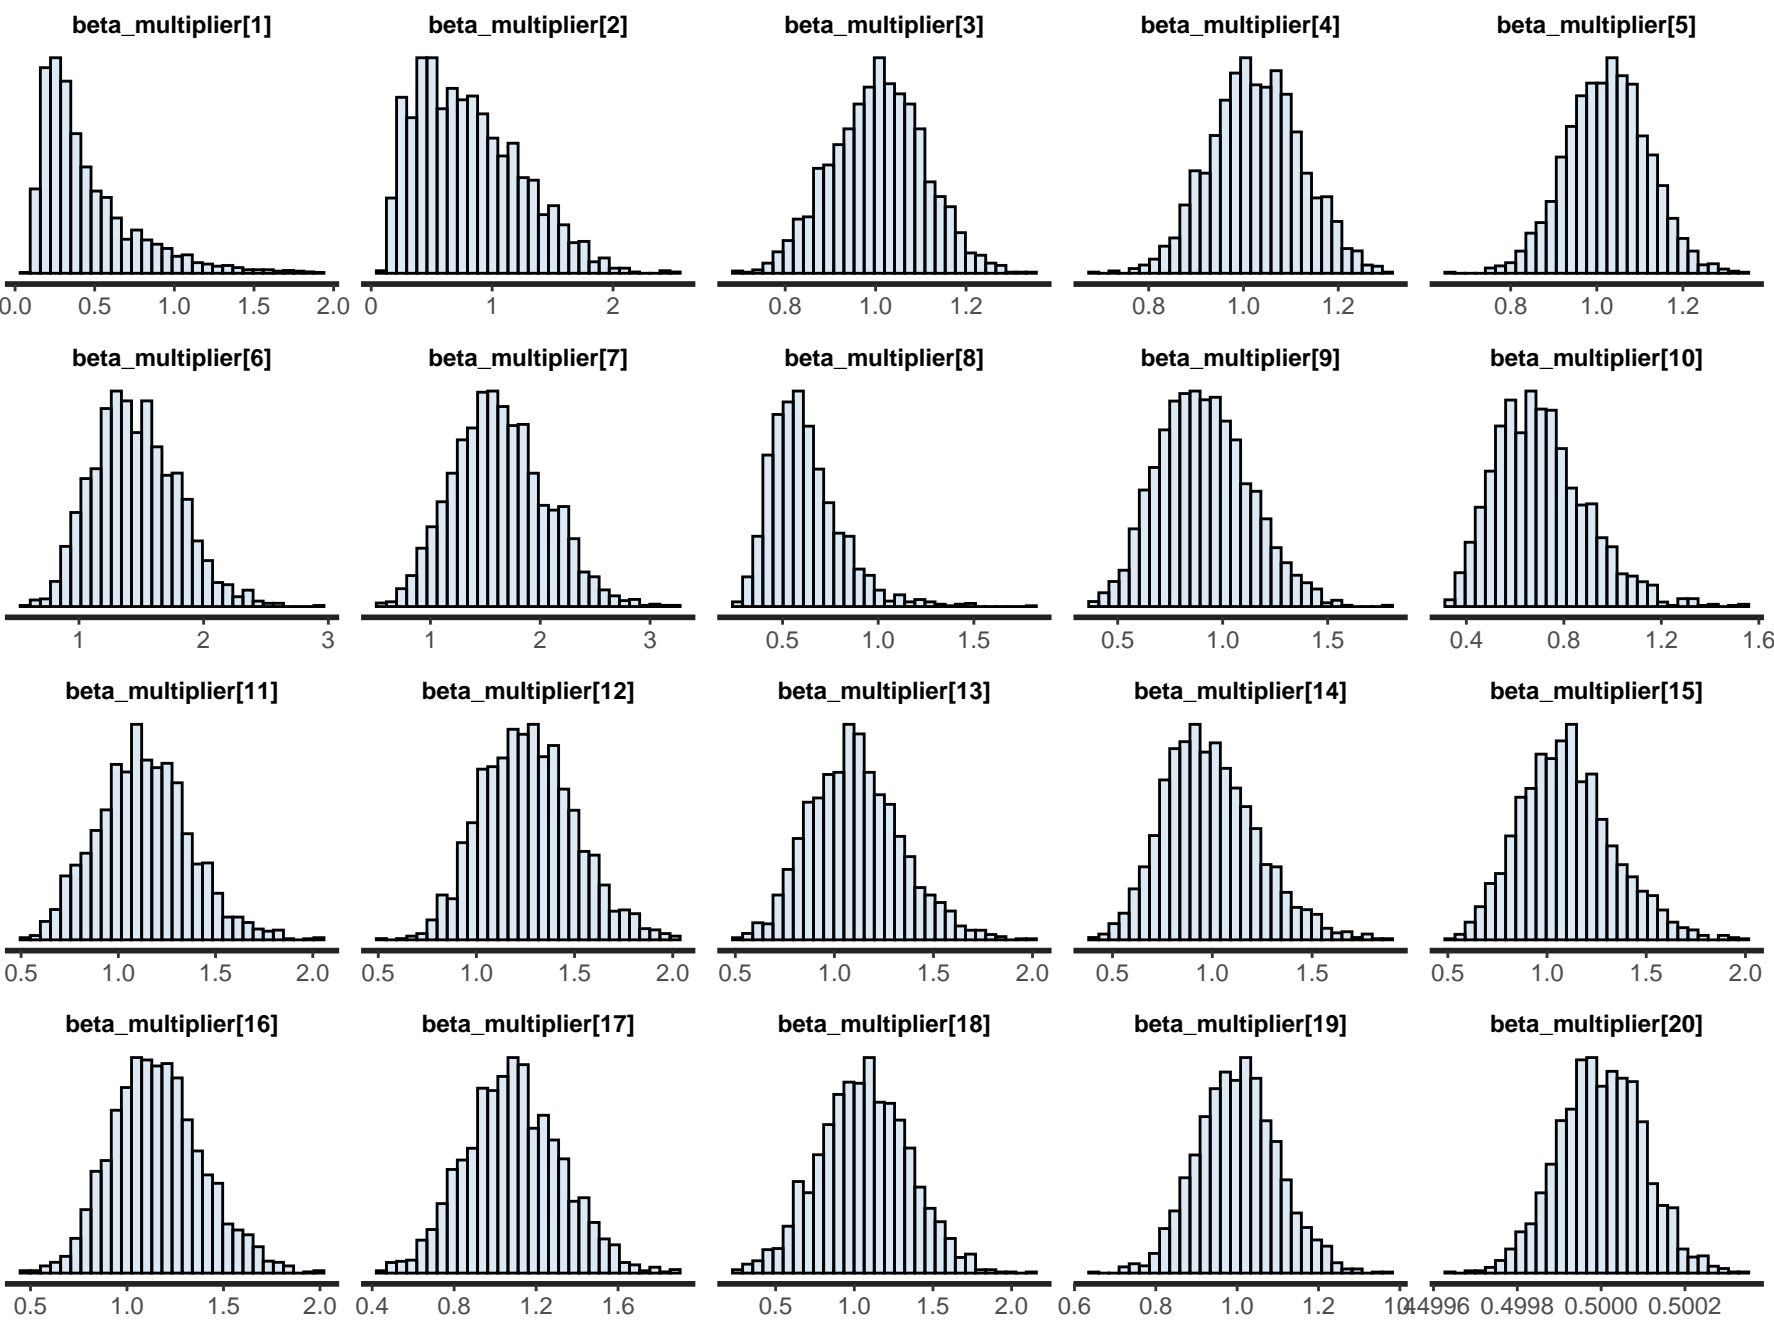 beta_multiplier[1] beta_multiplier[2] beta_multiplier[3] beta_multiplier[4] beta_multiplier[5]
0.0 0.5 1.0 1.5 2.0 0 1 2 0.8 1.0 1.2 0.8 1.0 1.2 0.8 1.0 1.2
beta_multiplier[6] beta_multiplier[7] beta_multiplier[8] beta_multiplier[9] beta_multiplier[10]
1 2 3 1 2 3 0.5 1.0 1.5 0.5 1.0 1.5 0.4 0.8 1.2 1.6
beta_multiplier[11] beta_multiplier[12] beta_multiplier[13] beta_multiplier[14] beta_multiplier[15]
0.5 1.0 1.5 2.0 0.5 1.0 1.5 2.0 0.5 1.0 1.5 2.0 0.5 1.0 1.5 0.5 1.0 1.5 2.0
beta_multiplier[16] beta_multiplier[17] beta_multiplier[18] beta_multiplier[19] beta_multiplier[20]
0.5 1.0 1.5 2.0 0.4 0.8 1.2 1.6 0.5 1.0 1.5 2.0 0.6 0.8 1.0 1.2 0.4998 0.5000 0.5002